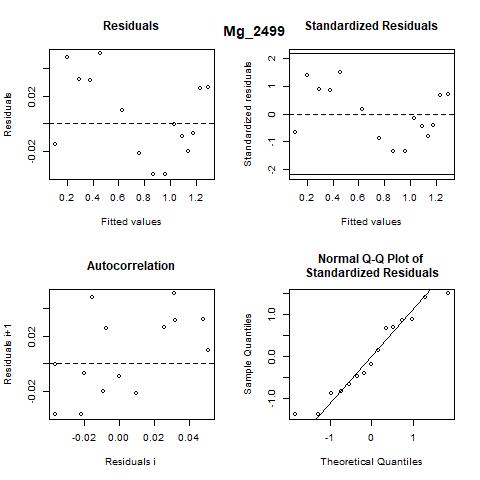 Mg_2499
Residuals
Residuals
0.02
-0.02
0.2 0.4 0.6 0.8 1.0 1.2
Fitted values
Standardized Residuals
Standardized residuals
2
1
0
-1
-2
0.2 0.4 0.6 0.8 1.0 1.2
Fitted values
Autocorrelation
Residuals i+1
0.02
-0.02
-0.02 0.00 0.02 0.04
Residuals i
Normal Q-Q Plot of
Standardized Residuals
Sample Quantiles
1.0
0.0
-1.0
-1 0 1
Theoretical Quantiles